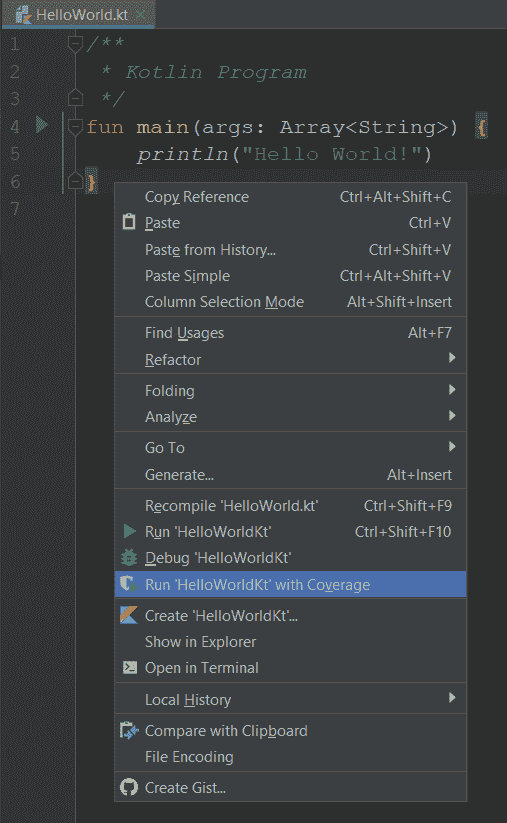 HelloWorld.kt
1 /**
2 * Kotlin Program
3 */
4 fun main(args: Array<String>) {
5 println("Hello World!")
6 }
7
Copy Reference Ctrl+Alt+Shift+C
Paste Ctrl+V
Paste from History... Ctrl+Shift+V
Paste Simple Ctrl+Alt+Shift+V
Column Selection Mode Alt+Shift+Insert
Find Usages Alt+F7
Refactor
Folding
Analyze
Go To
Generate... Alt+Insert
Recompile 'HelloWorld.kt' Ctrl+Shift+F9
Run 'HelloWorldKt' Ctrl+Shift+F10
Debug 'HelloWorldKt'
Run 'HelloWorldKt' with Coverage
Create 'HelloWorldKt'...
Show in Explorer
Open in Terminal
Local History
Compare with Clipboard
File Encoding
Create Gist...